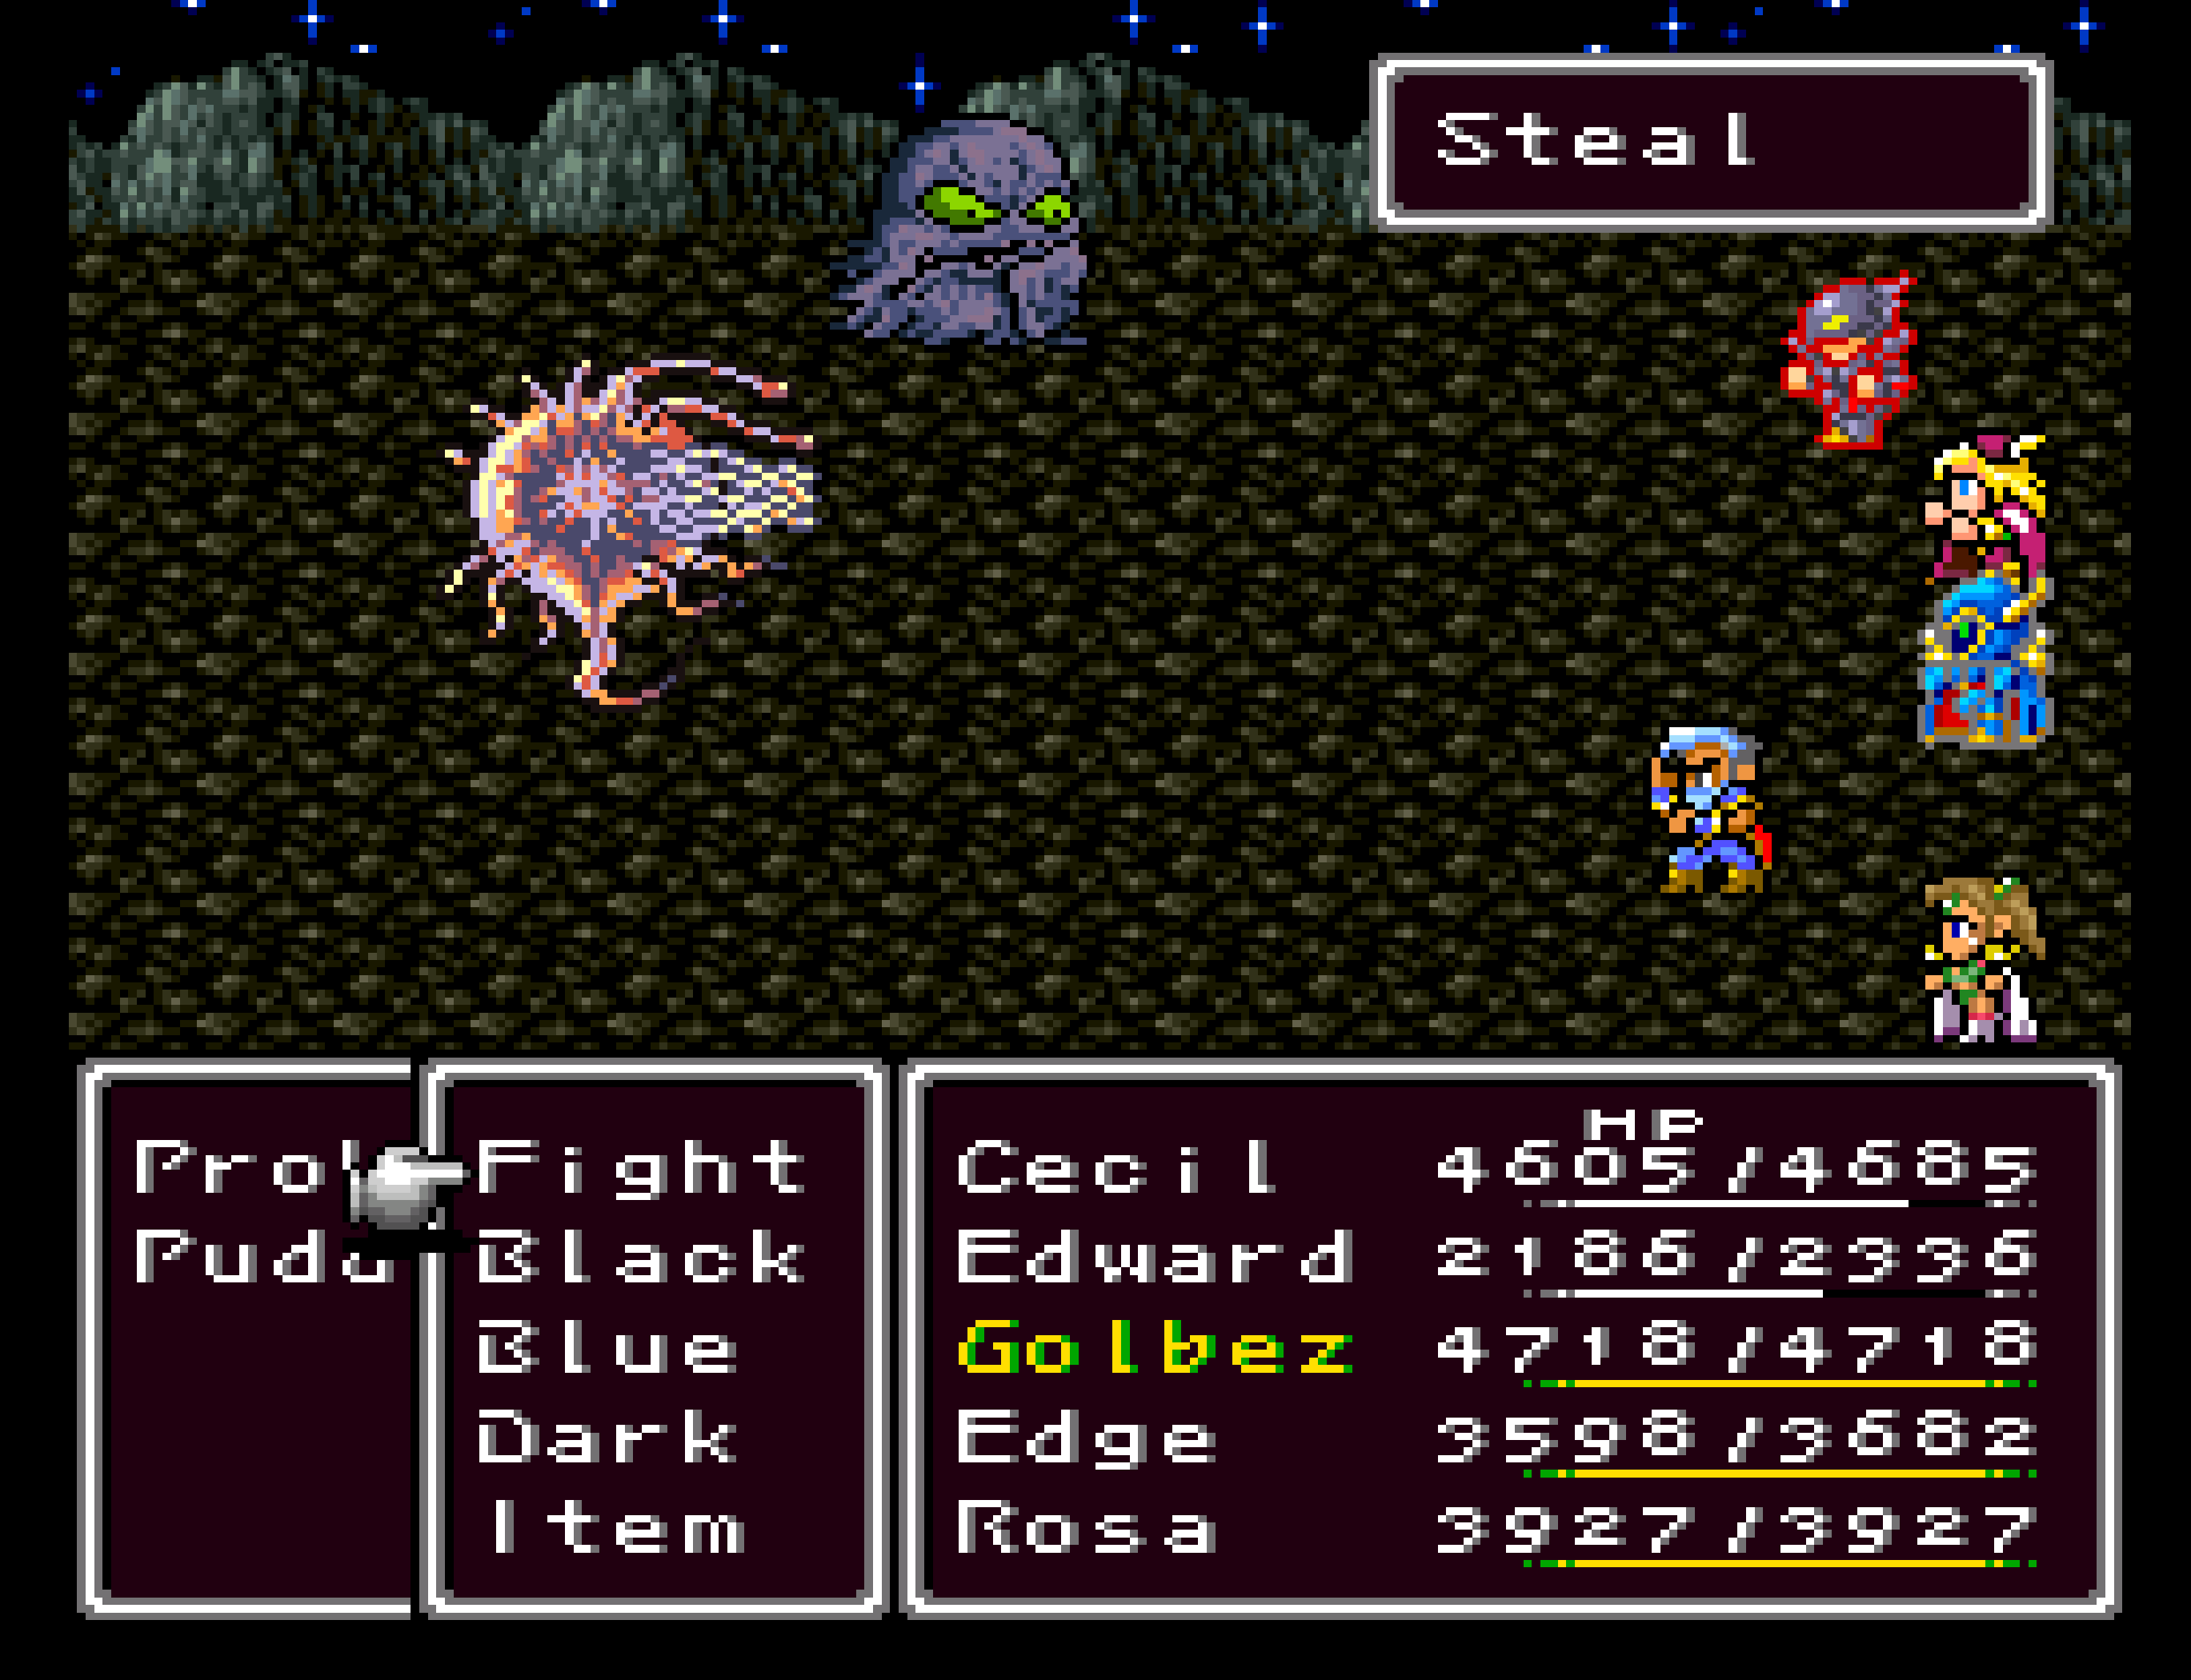 Steal
Pro
Pudu
Fight
Black
Blue
Dark
Item
HP
Cecil 4605/4685
Edward 2186/2336
Golbez 4718/4718
Edge 3598/3682
Rosa 3927/3927